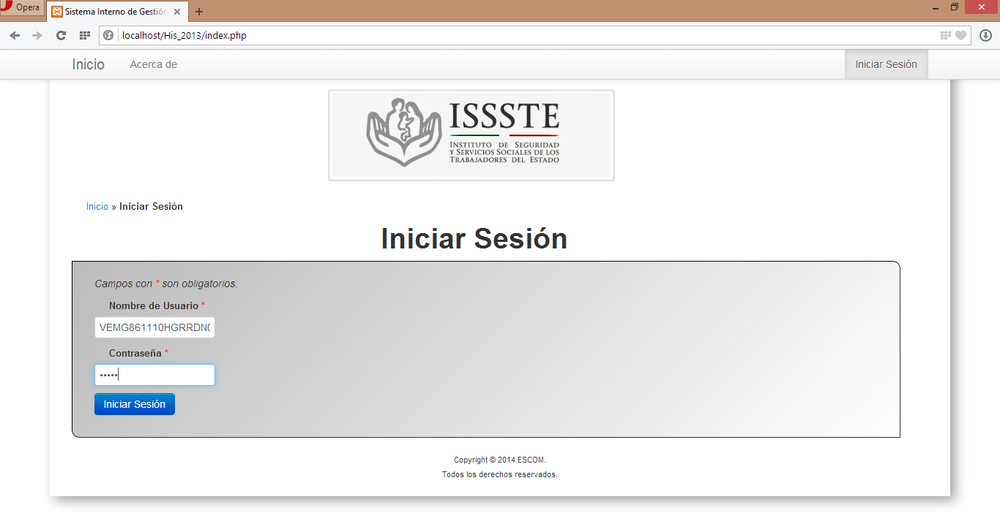 Opera
Sistema Interno de Gestión
localhost/His_2013/index.php
Inicio Acerca de Iniciar Sesión
ISSSTE
INSTITUTO DE SEGURIDAD
Y SERVICIOS SOCIALES DE LOS
TRABAJADORES DEL ESTADO
Inicio » Iniciar Sesión
Iniciar Sesión
Campos con * son obligatorios.
Nombre de Usuario *
VEMG861110HGRRDN
Contraseña *
•••••
Iniciar Sesión
Copyright © 2014 ESCOM.
Todos los derechos reservados.